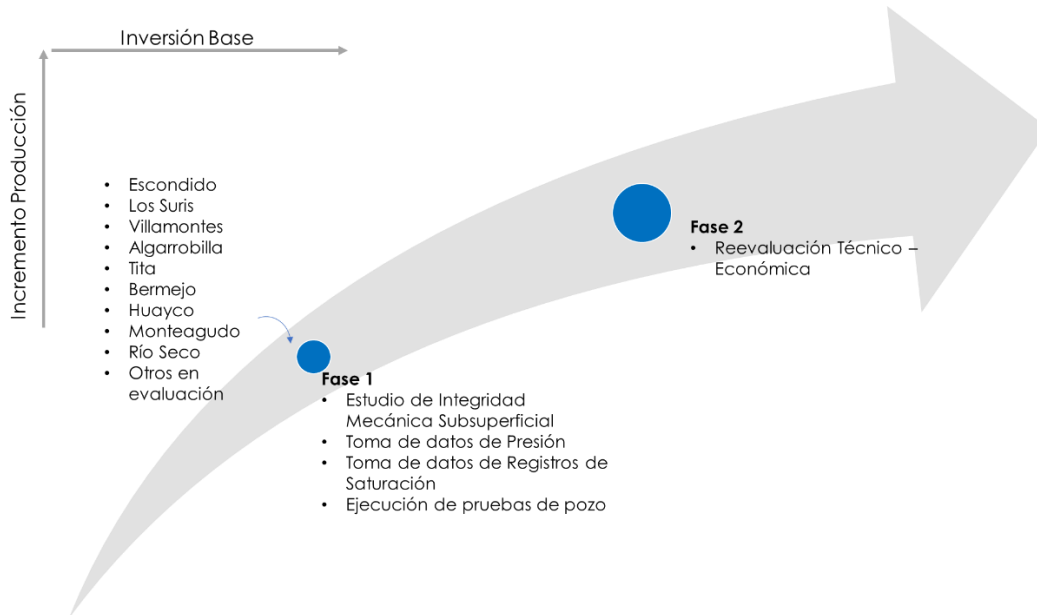 Inversión Base
Incremento Producción
• Escondido
• Los Suris
• Villamontes
• Algarrobilla
• Tita
• Bermejo
• Huayco
• Monteagudo
• Río Seco
• Otros en
evaluación
Fase 1
• Estudio de Integridad
Mecánica Subsuperficial
• Toma de datos de Presión
• Toma de datos de Registros de
Saturación
• Ejecución de pruebas de pozo
Fase 2
• Reevaluación Técnico –
Económica